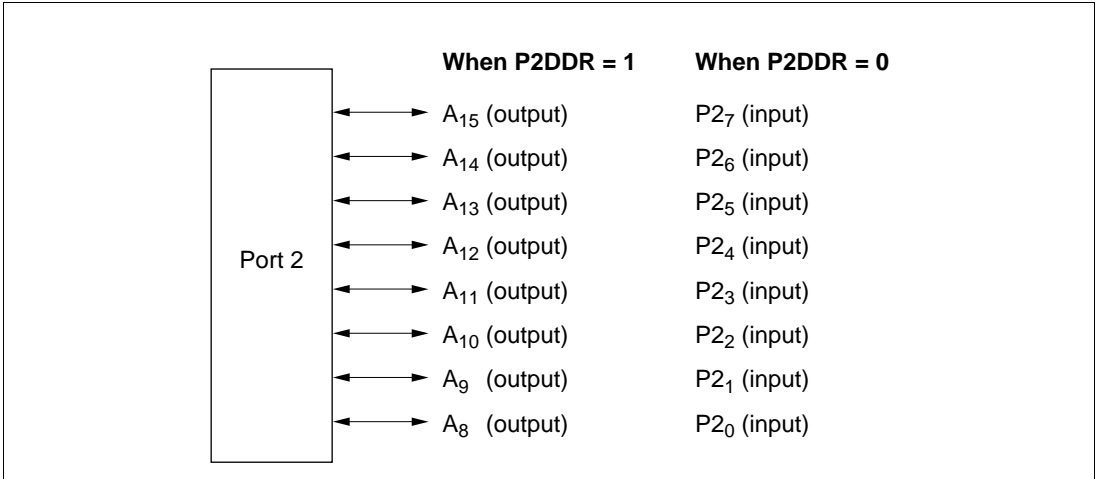 When P2DDR = 1 When P2DDR = 0
A15 (output) P27 (input)
A14 (output) P26 (input)
A13 (output) P25 (input)
A12 (output) P24 (input)
Port 2
A11 (output) P23 (input)
A10 (output) P22 (input)
A9 (output) P21 (input)
A8 (output) P20 (input)